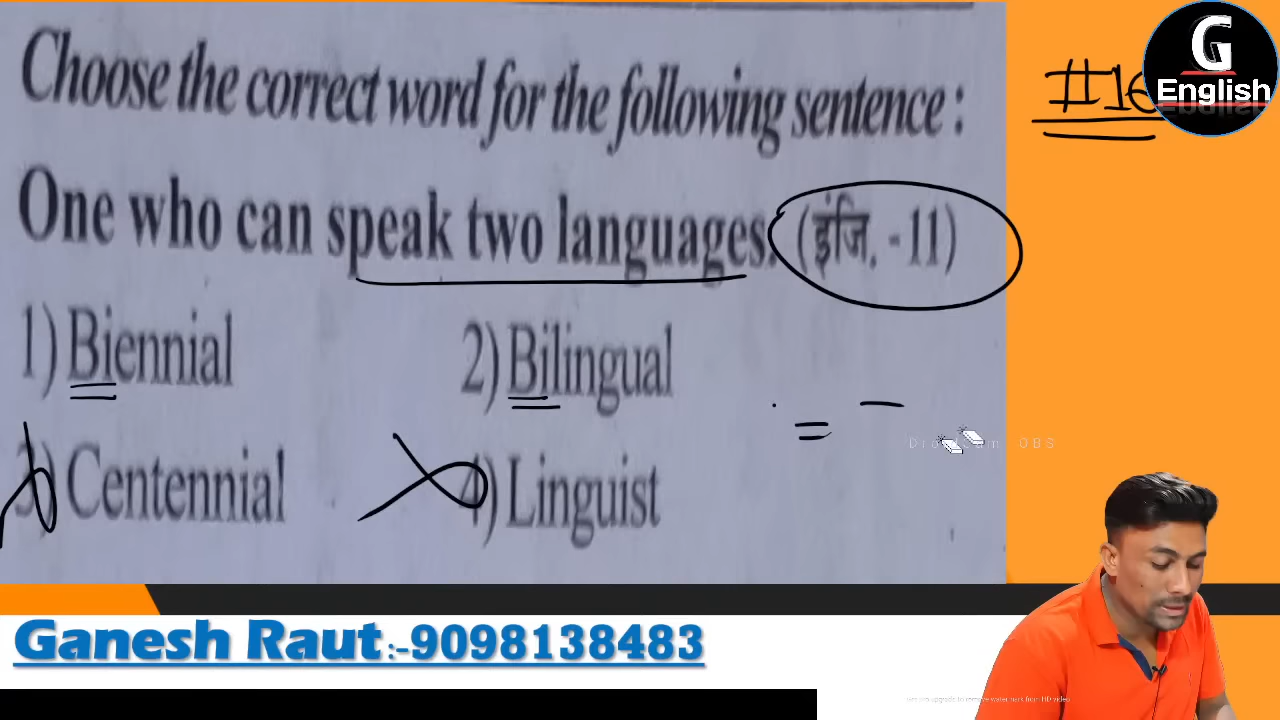 Choose the correct word for the following sentence :
#16
G
English
One who can speak two languages. (इंजि. -11)
1) Biennial
2) Bilingual
3) Centennial
4) Linguist
Ganesh Raut:-9098138483